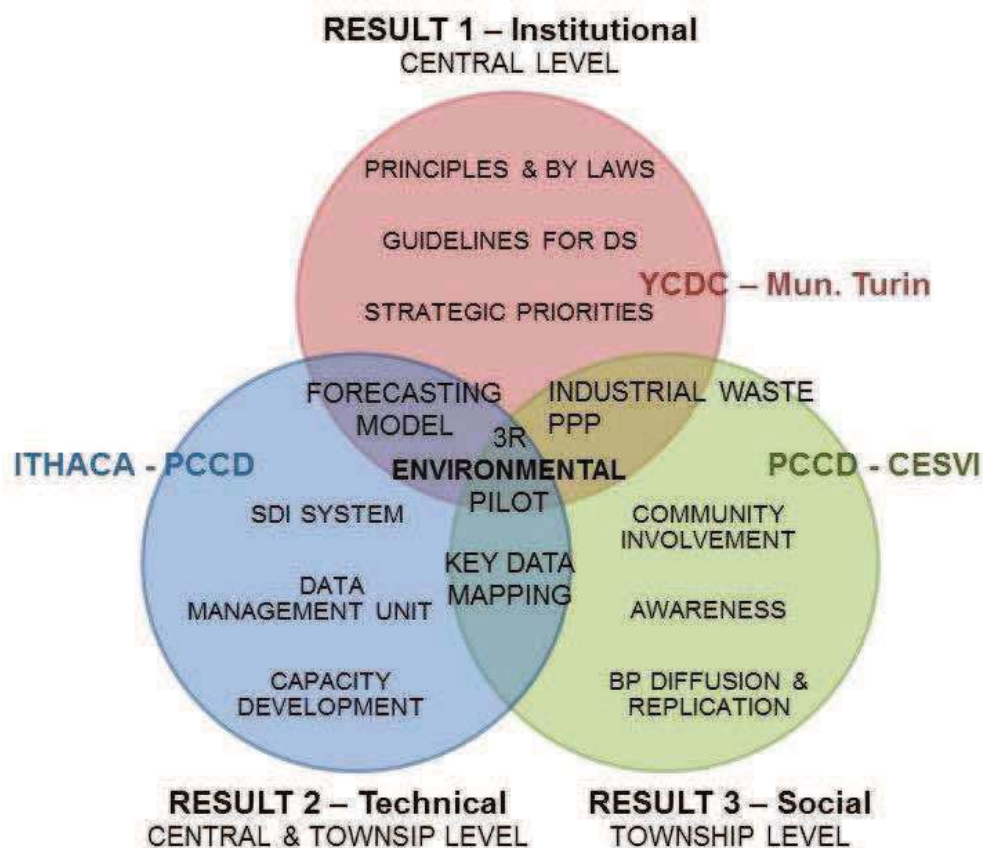 RESULT 1 – Institutional
CENTRAL LEVEL
PRINCIPLES & BY LAWS
GUIDELINES FOR DS
YCDC – Mun. Turin
STRATEGIC PRIORITIES
FORECASTING
MODEL
INDUSTRIAL WASTE
PPP
3R
ENVIRONMENTAL
PILOT
ITHACA - PCCD
PCCD - CESVI
SDI SYSTEM
DATA
MANAGEMENT UNIT
CAPACITY
DEVELOPMENT
KEY DATA
MAPPING
COMMUNITY
INVOLVEMENT
AWARENESS
BP DIFFUSION &
REPLICATION
RESULT 2 – Technical
CENTRAL & TOWNSIP LEVEL
RESULT 3 – Social
TOWNSHIP LEVEL